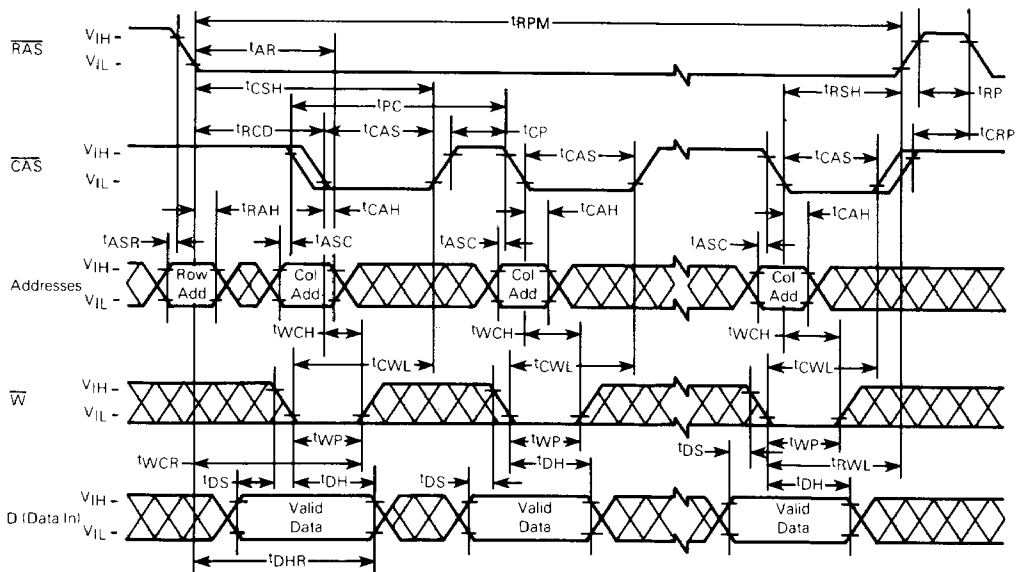 tRPM
RAS
VIH
VIL
tAR
tCSH
tPC
tRSH
tRP
tRCD
tCAS
tCP
tCRP
CAS
VIH
VIL
tCAS
tCAS
tRAH
tCAH
tCAH
tCAH
tASR
tASC
tASC
tASC
Addresses
VIH
VIL
Row Add
Col Add
Col Add
Col Add
tWCH
tWCH
tWCH
tCWL
tCWL
tCWL
W
VIH
VIL
tWP
tWP
tWP
tWCR
tDS
tRWL
tDS
tDH
tDS
tDH
tDH
D (Data In)
VIH
VIL
Valid Data
Valid Data
Valid Data
tDHR